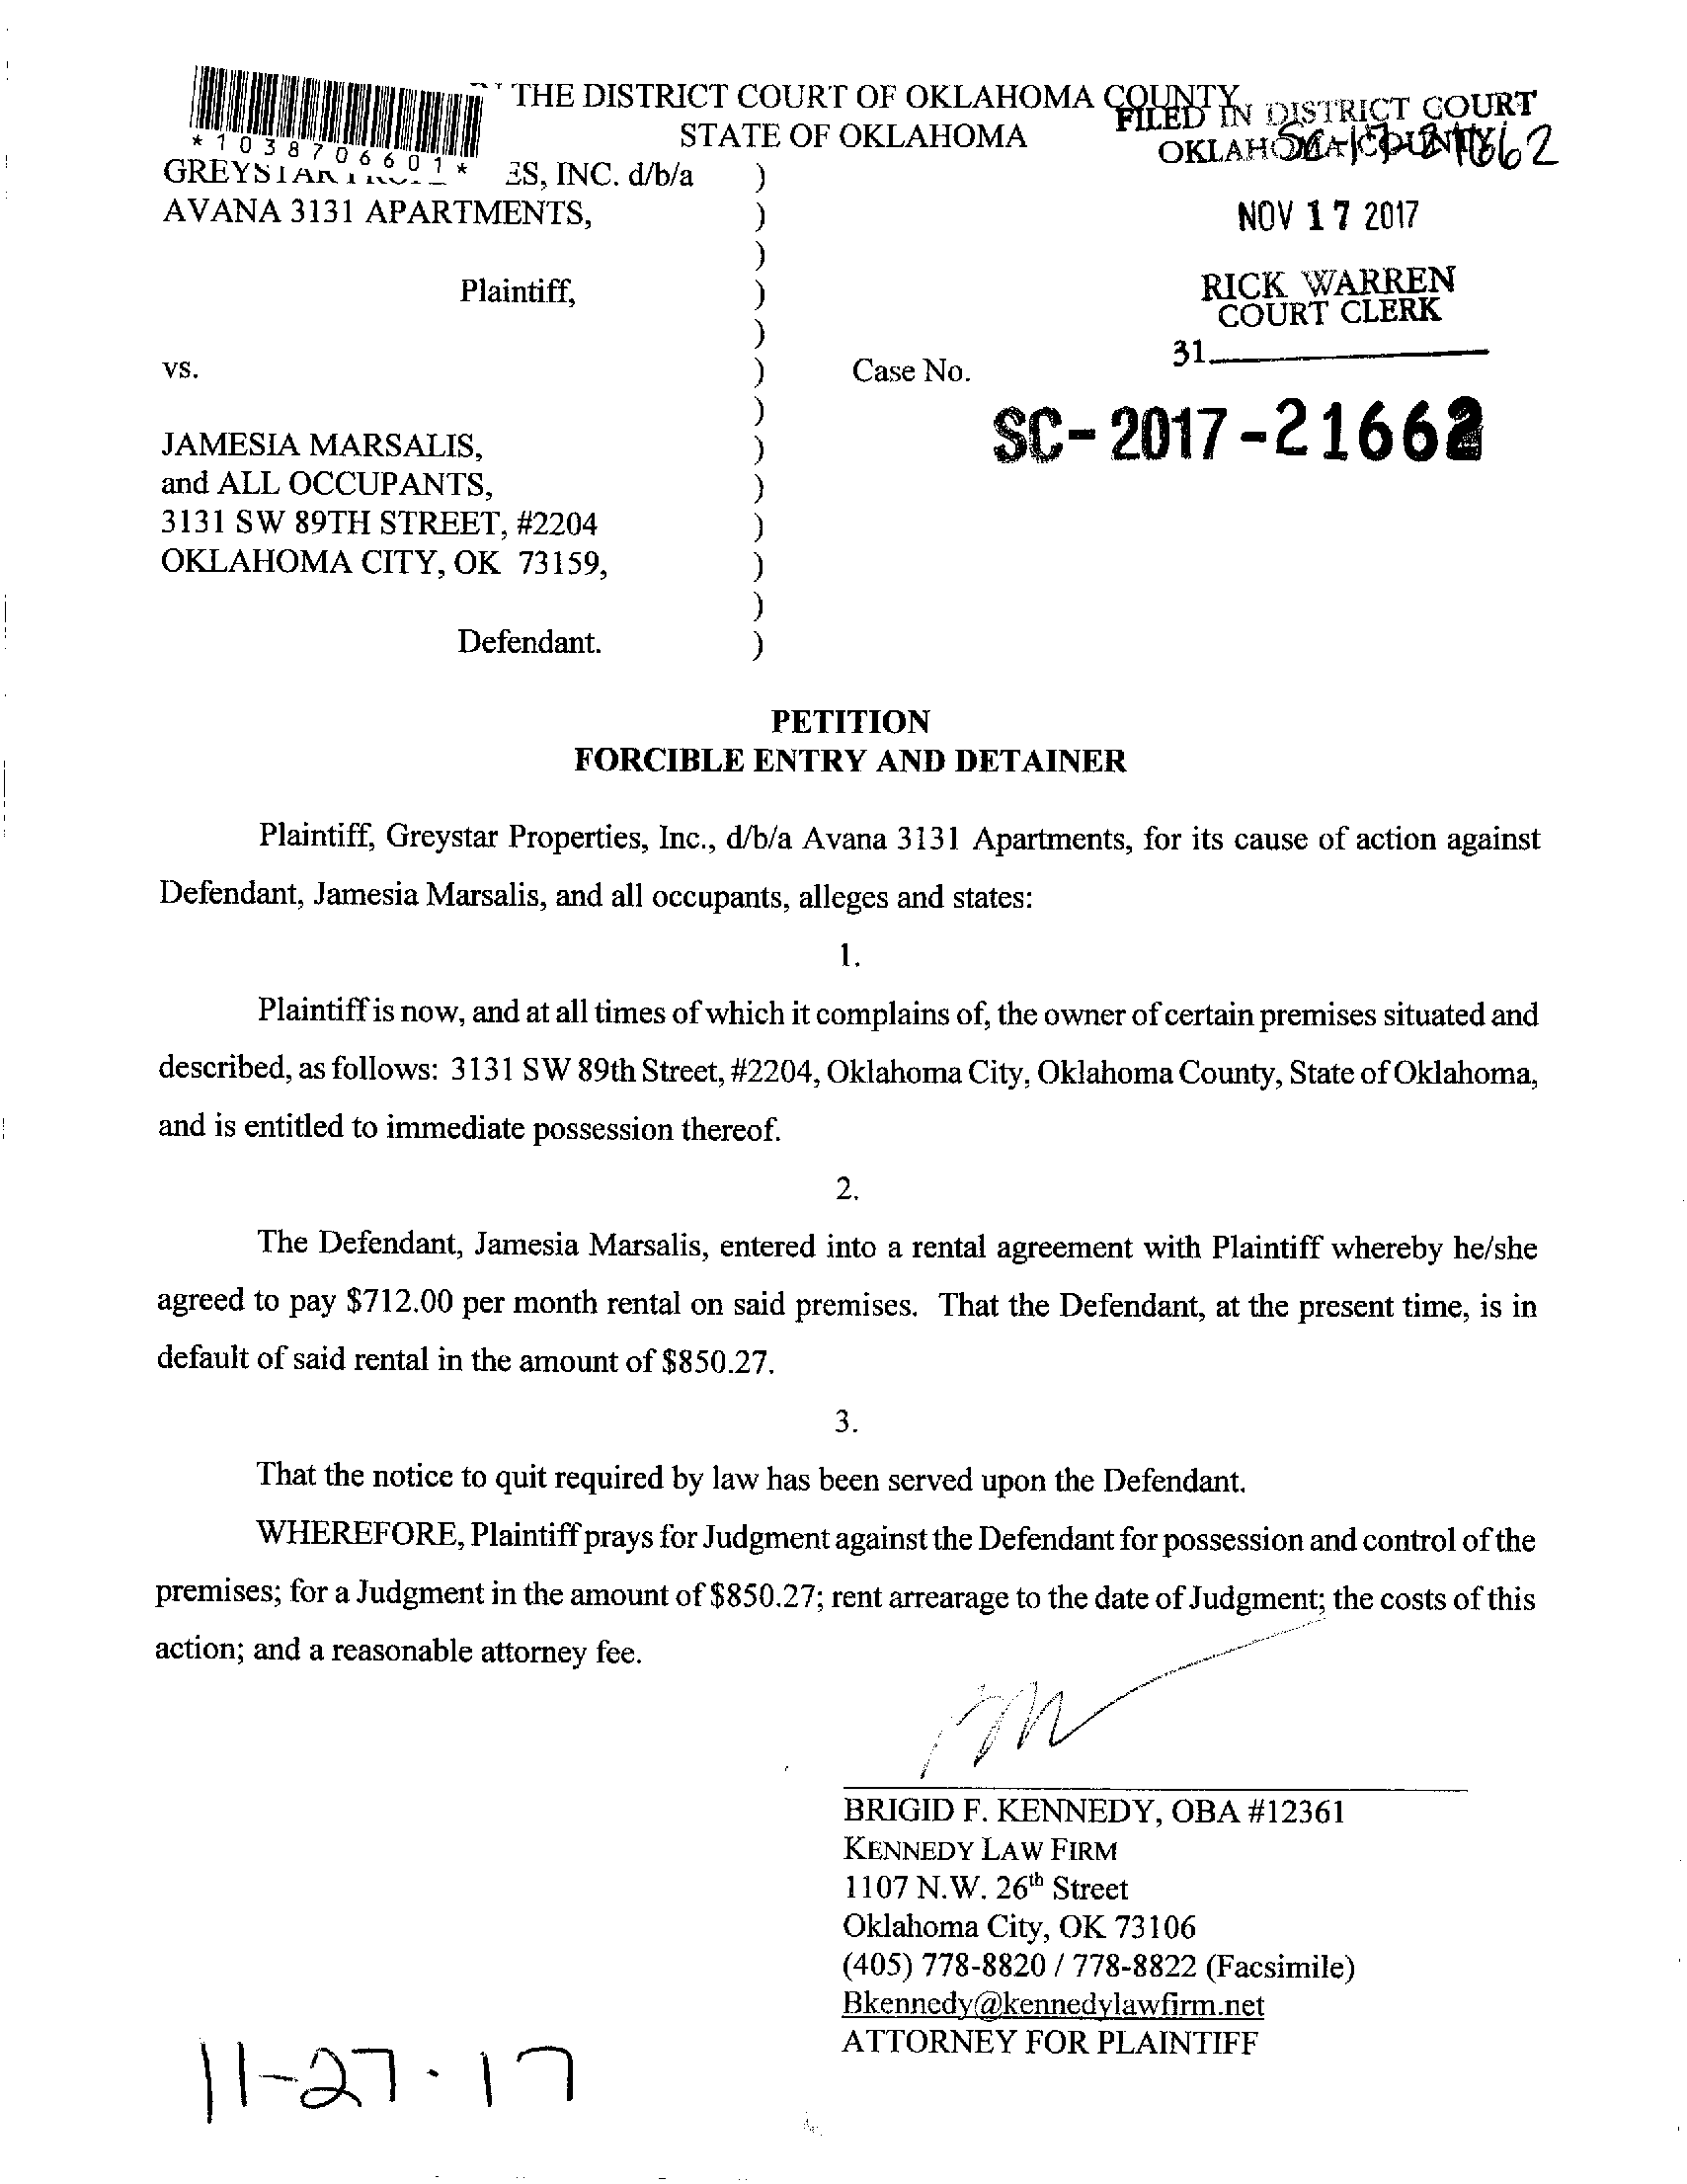 THE DISTRICT COURT OF OKLAHOMA COUNTY
STATE OF OKLAHOMA
FILED IN DISTRICT COURT
OKLAHOMA COUNTY
*1038706601*
ES, INC. d/b/a )
AVANA 3131 APARTMENTS, )
)
NOV 17 2017
Plaintiff, )
RICK WARREN
COURT CLERK
)
31
vs. ) Case No.
)
SC-2017-21662
JAMESIA MARSALIS, )
and ALL OCCUPANTS, )
3131 SW 89TH STREET, #2204 )
OKLAHOMA CITY, OK 73159, )
)
Defendant. )
PETITION
FORCIBLE ENTRY AND DETAINER
Plaintiff, Greystar Properties, Inc., d/b/a Avana 3131 Apartments, for its cause of action against
Defendant, Jamesia Marsalis, and all occupants, alleges and states:
1.
Plaintiff is now, and at all times of which it complains of, the owner of certain premises situated and
described, as follows: 3131 SW 89th Street, #2204, Oklahoma City, Oklahoma County, State of Oklahoma,
and is entitled to immediate possession thereof.
2.
The Defendant, Jamesia Marsalis, entered into a rental agreement with Plaintiff whereby he/she
agreed to pay $712.00 per month rental on said premises. That the Defendant, at the present time, is in
default of said rental in the amount of $850.27.
3.
That the notice to quit required by law has been served upon the Defendant.
WHEREFORE, Plaintiff prays for Judgment against the Defendant for possession and control of the
premises; for a Judgment in the amount of $850.27; rent arrearage to the date of Judgment; the costs of this
action; and a reasonable attorney fee.
BRIGID F. KENNEDY, OBA #12361
KENNEDY LAW FIRM
1107 N.W. 26th Street
Oklahoma City, OK 73106
(405) 778-8820 / 778-8822 (Facsimile)
Bkennedy@kennedylawfirm.net
ATTORNEY FOR PLAINTIFF
11-27-17